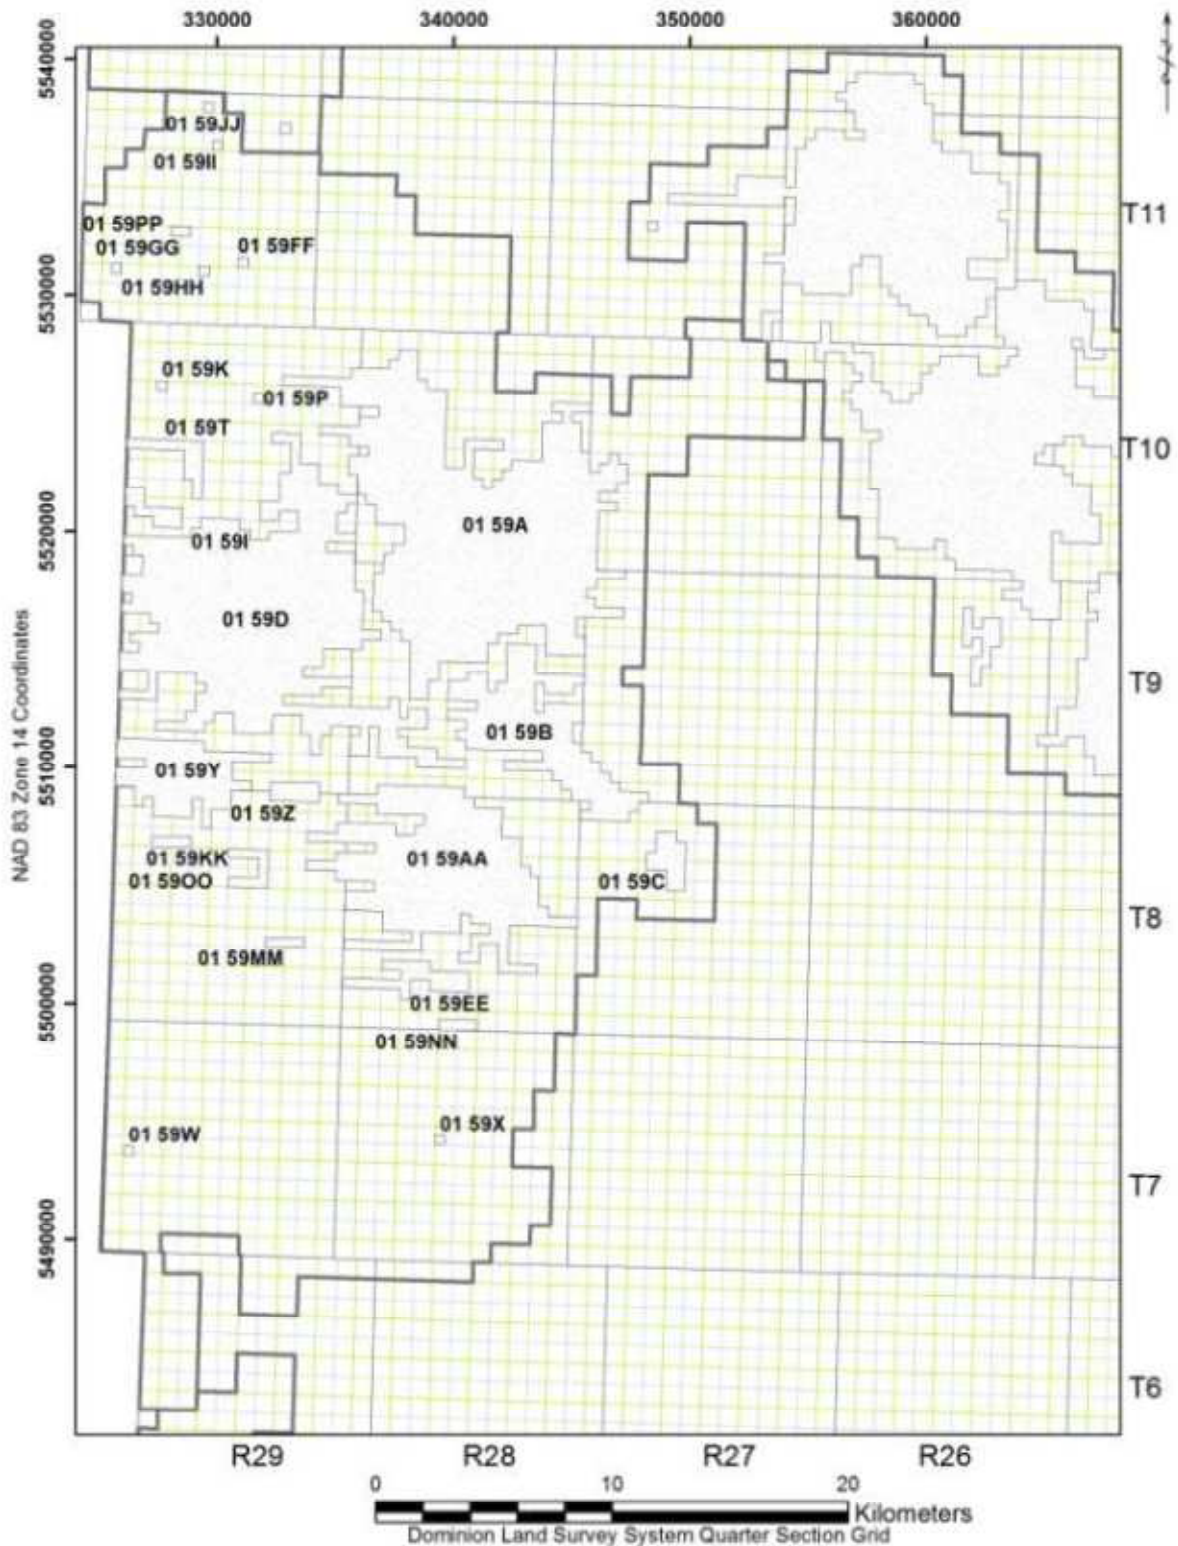 330000 340000 350000 360000
5540000
01 59JJ
01 59II
T11
01 59PP
01 59GG
01 59FF
01 59HH
5530000
01 59K
01 59P
01 59T
T10
01 59A
5520000
01 59I
01 59D
NAD 83 Zone 14 Coordinates
T9
01 59B
5510000
01 59Y
01 59Z
01 59KK
01 59AA
01 59OO
01 59C
T8
01 59MM
5500000
01 59EE
01 59NN
01 59X
01 59W
T7
5490000
T6
R29 R28 R27 R26
0 10 20
Kilometers
Dominion Land Survey System Quarter Section Grid